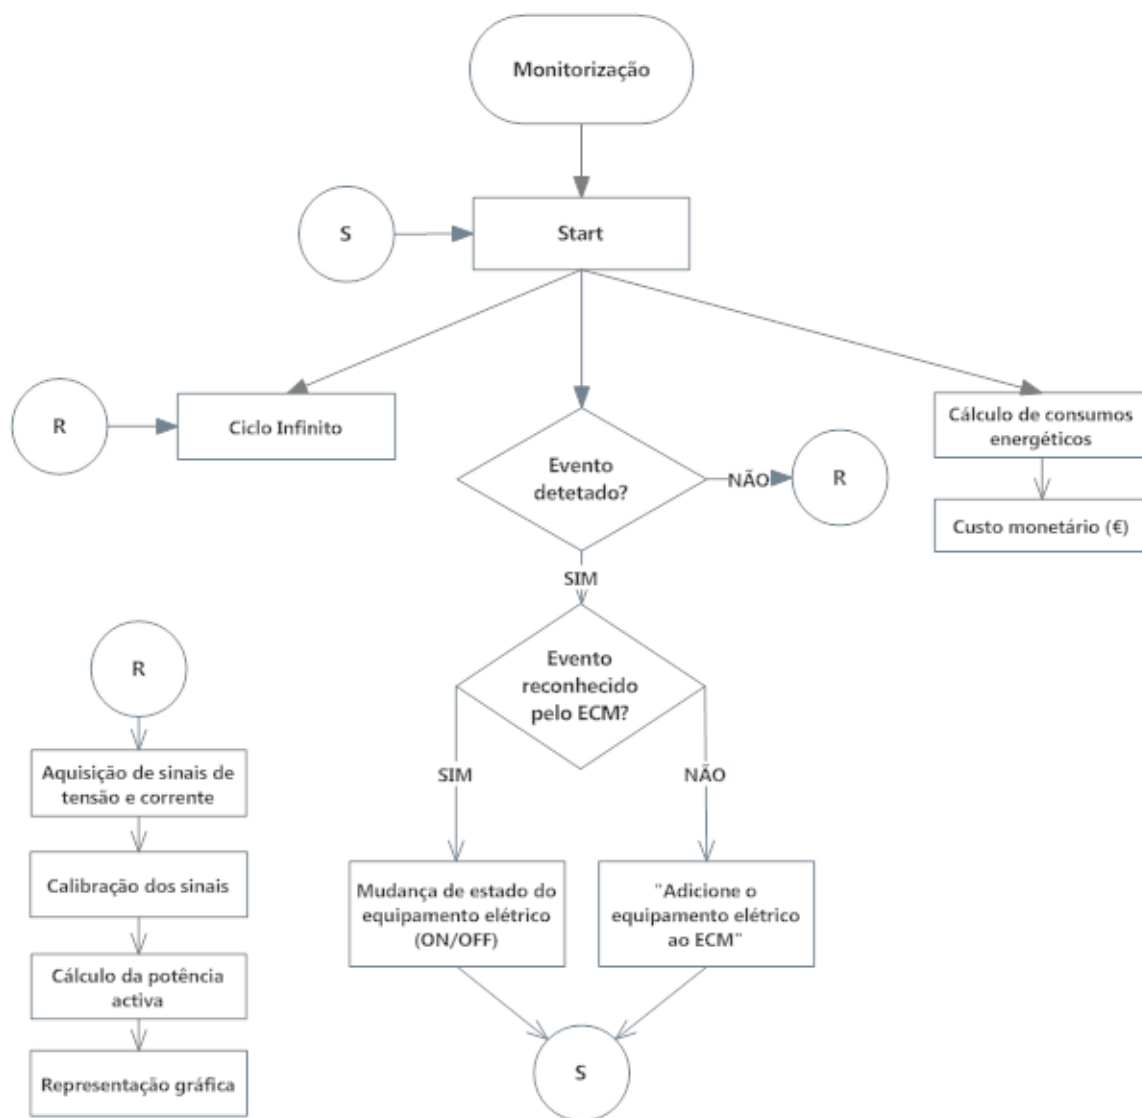 Monitorização
S
Start
R
Ciclo Infinito
Evento
detetado?
NÃO
R
Cálculo de consumos
energéticos
Custo monetário (€)
SIM
Evento
reconhecido
pelo ECM?
SIM
NÃO
Mudança de estado do
equipamento elétrico
(ON/OFF)
"Adicione o
equipamento elétrico
ao ECM"
S
R
Aquisição de sinais de
tensão e corrente
Calibração dos sinais
Cálculo da potência
activa
Representação gráfica